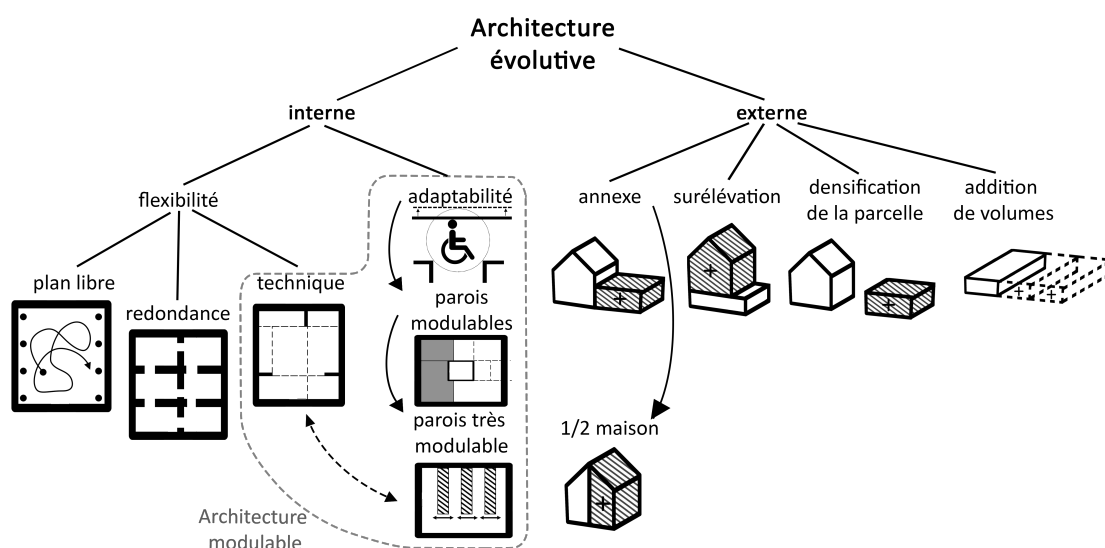 Architecture
évolutive
interne
externe
flexibilité
adaptabilité
annexe
surélévation
densification
de la parcelle
addition
de volumes
plan libre
redondance
technique
parois
modulables
parois très
modulable
1/2 maison
Architecture
modulable